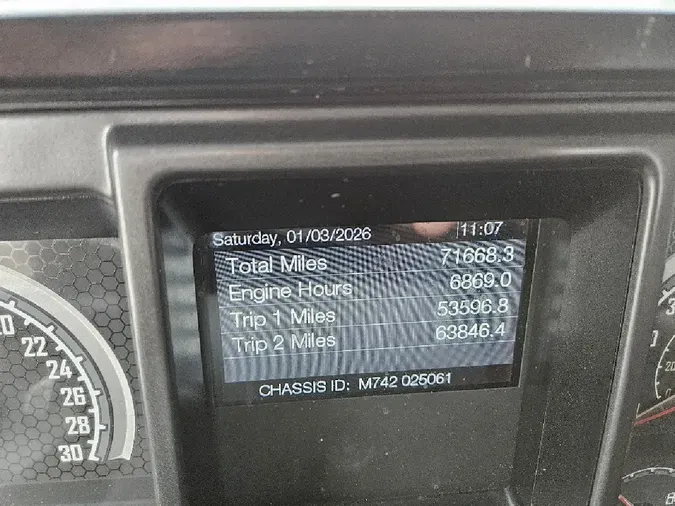 Saturday, 01/03/2026 11:07
Total Miles 71668.3
Engine Hours 6869.0
Trip 1 Miles 53596.8
Trip 2 Miles 63846.4
CHASSIS ID: M742 025061
20
22
24
26
28
30